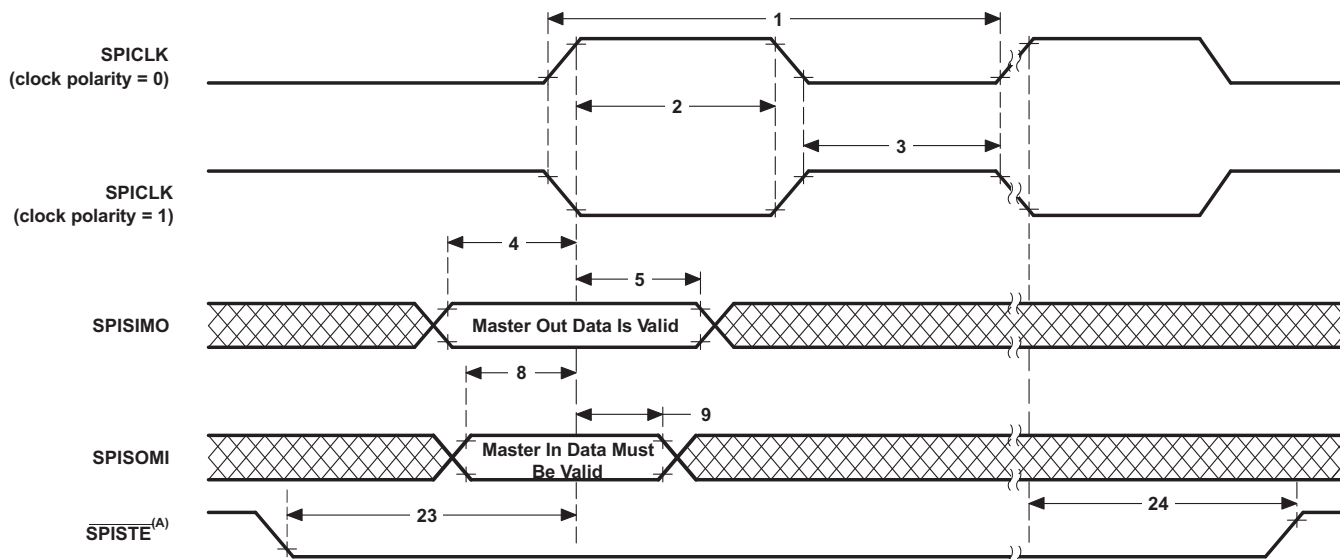 1
SPICLK
(clock polarity = 0)
2
3
SPICLK
(clock polarity = 1)
4
5
SPISIMO
Master Out Data Is Valid
8
9
SPISOMI
Master In Data Must
Be Valid
23
24
SPISTE(A)